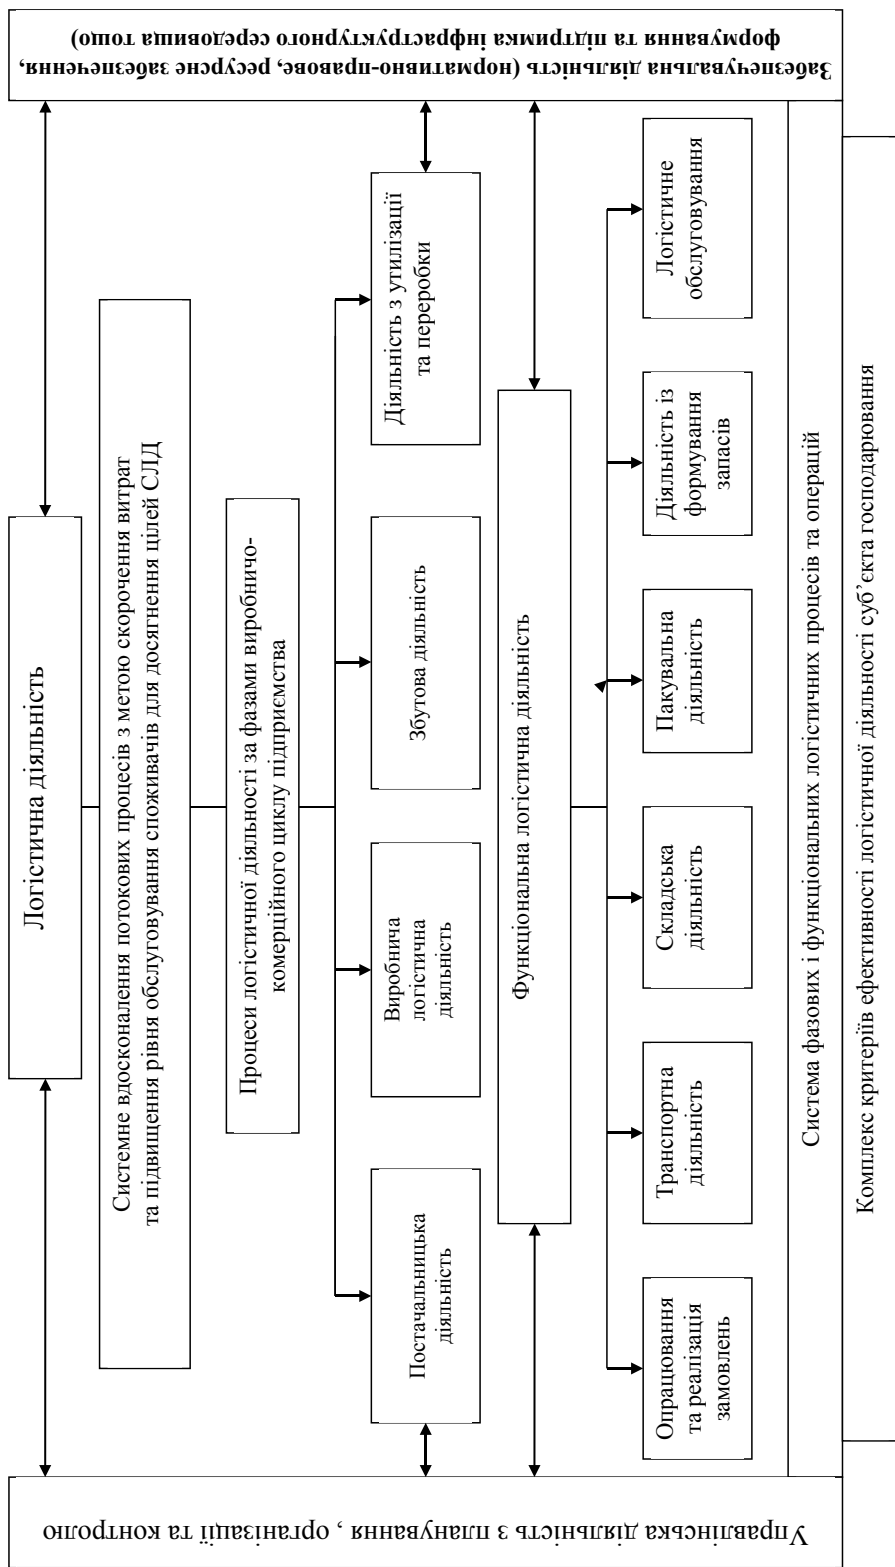 Логістична діяльність
Системне вдосконалення потокових процесів з метою скорочення витрат
та підвищення рівня обслуговування споживачів для досягнення цілей СЛД
Процеси логістичної діяльності за фазами виробничо-
комерційного циклу підприємства
Постачальницька
діяльність
Виробнича
логістична
діяльність
Збутова діяльність
Діяльність з утилізації
та переробки
Функціональна логістична діяльність
Опрацювання
та реалізація
замовлень
Транспортна
діяльність
Складська
діяльність
Пакувальна
діяльність
Діяльність із
формування
запасів
Логістичне
обслуговування
Система фазових і функціональних логістичних процесів та операцій
Комплекс критеріїв ефективності логістичної діяльності суб’єкта господарювання
Управлінська діяльність з планування , організації та контролю
Забезпечувальна діяльність (нормативно-правове, ресурсне забезпечення,
формування та підтримка інфраструктурного середовища тощо)